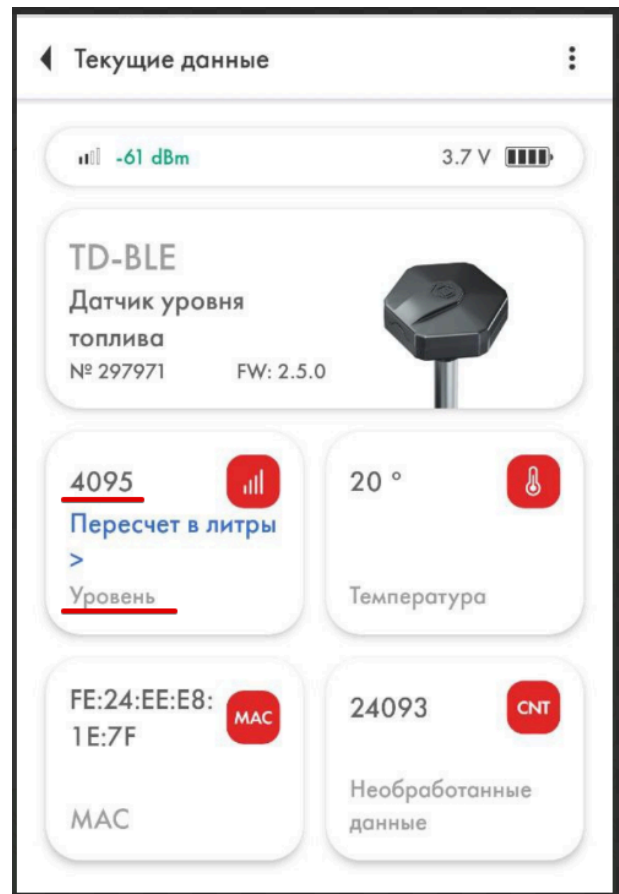 Текущие данные
-61 dBm 3.7 V
TD-BLE
Датчик уровня
топлива
№ 297971 FW: 2.5.0
4095
Пересчет в литры
>
Уровень
20 °
Температура
FE:24:EE:E8:
1E:7F
MAC
MAC
24093
CNT
Необработанные
данные